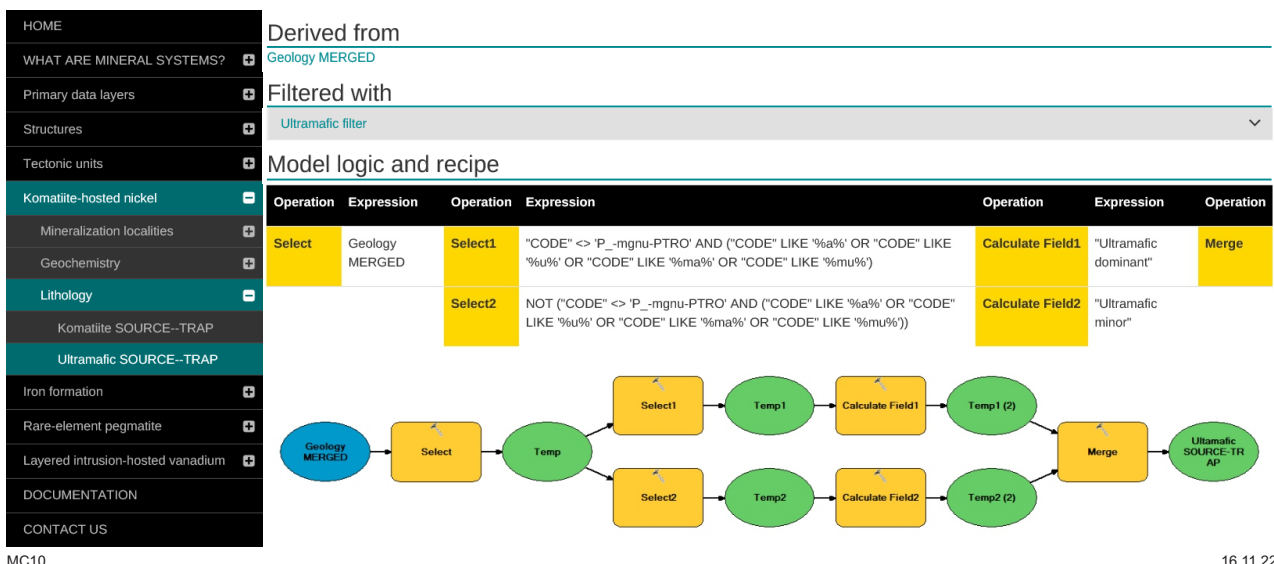 HOME
WHAT ARE MINERAL SYSTEMS?
Primary data layers
Structures
Tectonic units
Komatiite-hosted nickel
Mineralization localities
Geochemistry
Lithology
Komatiite SOURCE--TRAP
Ultramafic SOURCE--TRAP
Iron formation
Rare-element pegmatite
Layered intrusion-hosted vanadium
DOCUMENTATION
CONTACT US
Derived from
Geology MERGED
Filtered with
Ultramafic filter
Model logic and recipe
Operation Expression Operation Expression Operation Expression Operation
Select Geology Select1 "CODE" <> 'P_-mgnu-PTRO' AND ("CODE" LIKE '%a%' OR "CODE" LIKE Calculate Field1 "Ultramafic Merge
MERGED '%u%' OR "CODE" LIKE '%ma%' OR "CODE" LIKE '%mu%') dominant"
Select2 NOT ("CODE" <> 'P_-mgnu-PTRO' AND ("CODE" LIKE '%a%' OR "CODE" Calculate Field2 "Ultramafic
LIKE '%u%' OR "CODE" LIKE '%ma%' OR "CODE" LIKE '%mu%')) minor"
Select1 Temp1 Calculate Field1 Temp1 (2)
Geology
MERGED
Select Temp Merge
Ultamafic
SOURCE-TR
AP
Select2 Temp2 Calculate Field2 Temp2 (2)
MC10 16.11.22